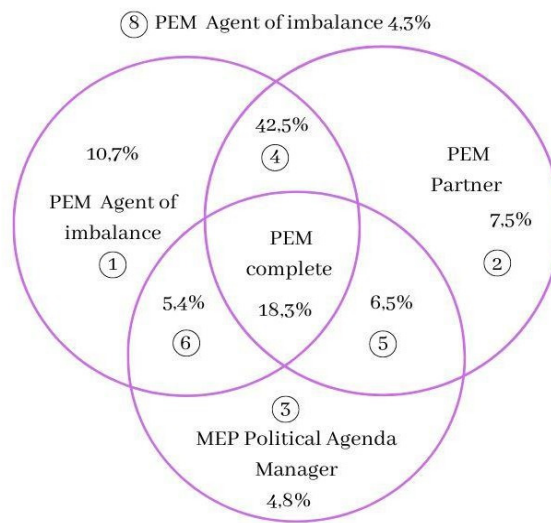 ⑧ PEM Agent of imbalance 4,3%
42,5%
④
10,7%
PEM Agent of
imbalance
①
PEM
Partner
7,5%
②
PEM
complete
18,3%
5,4%
⑥
6,5%
⑤
③
MEP Political Agenda
Manager
4,8%